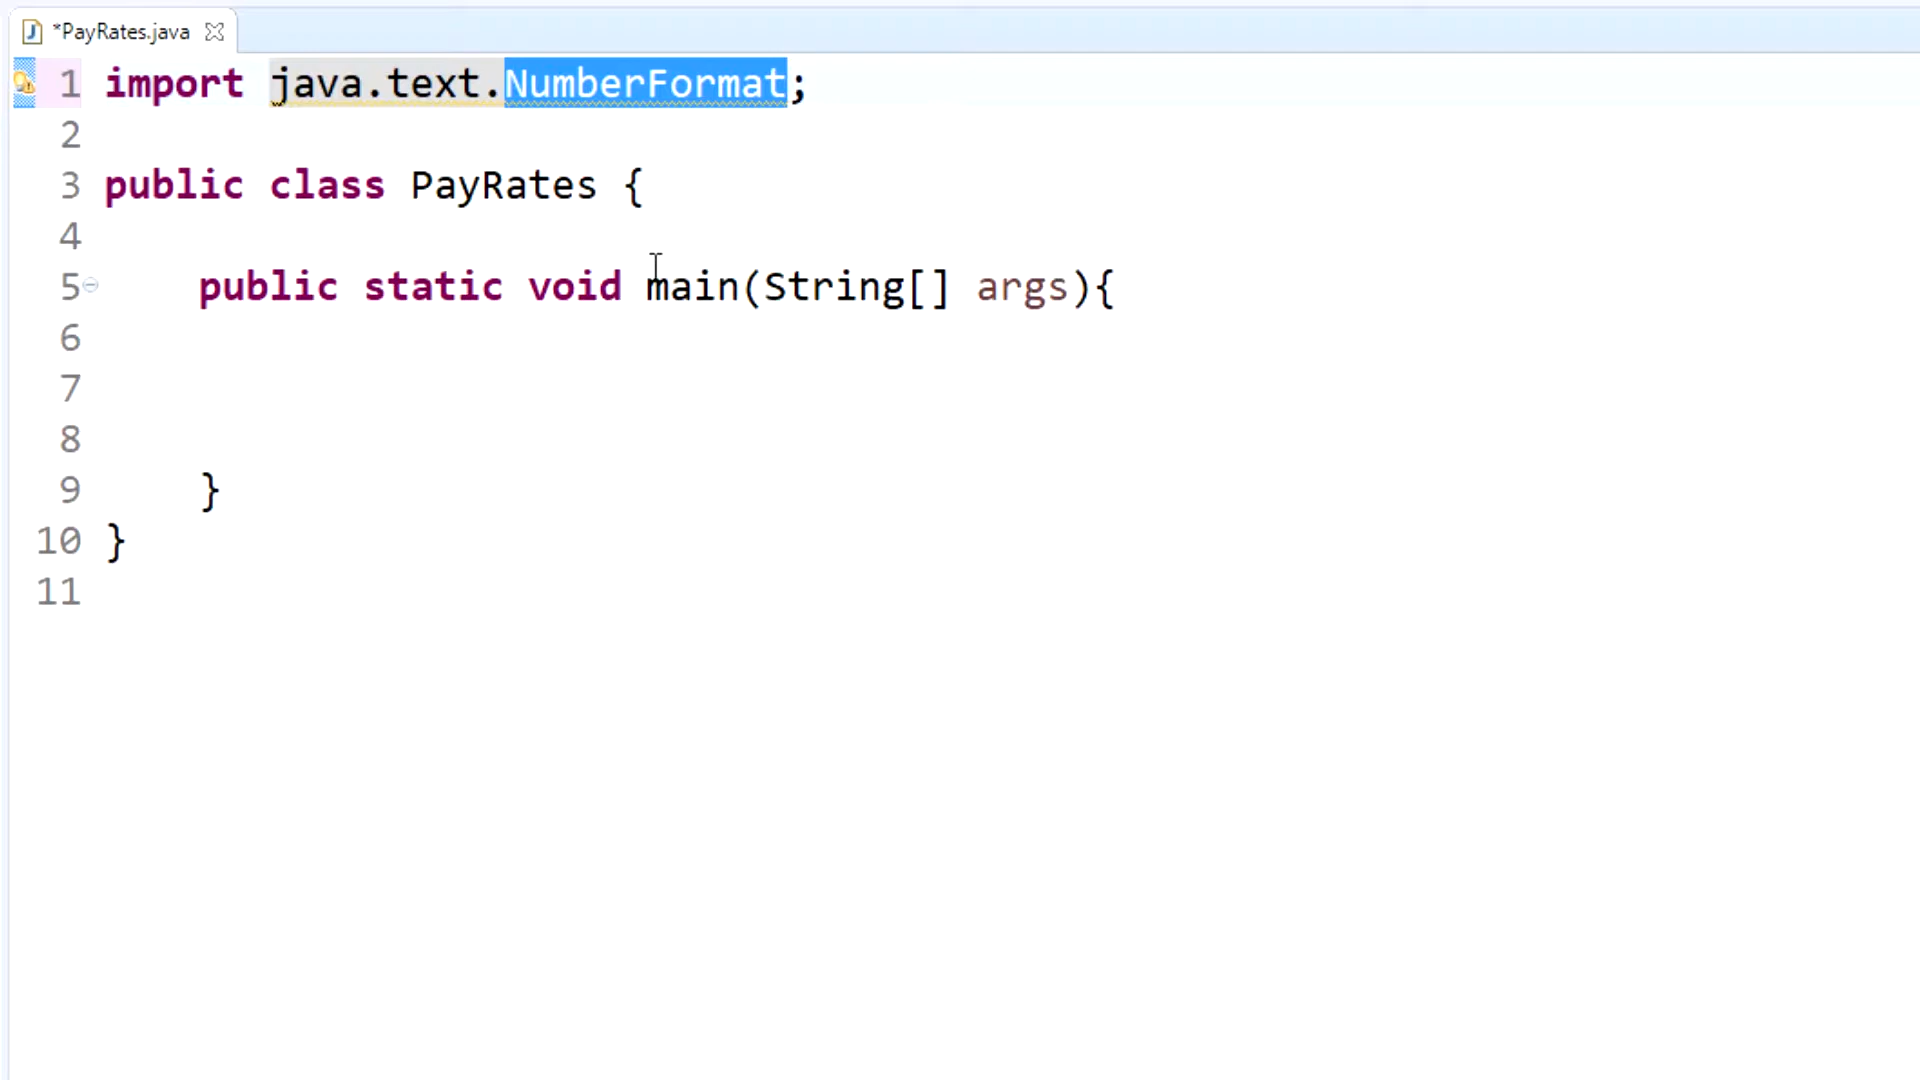 *PayRates.java
1 import java.text.NumberFormat;
2
3 public class PayRates {
4
5 public static void main(String[] args){
6
7
8
9 }
10 }
11